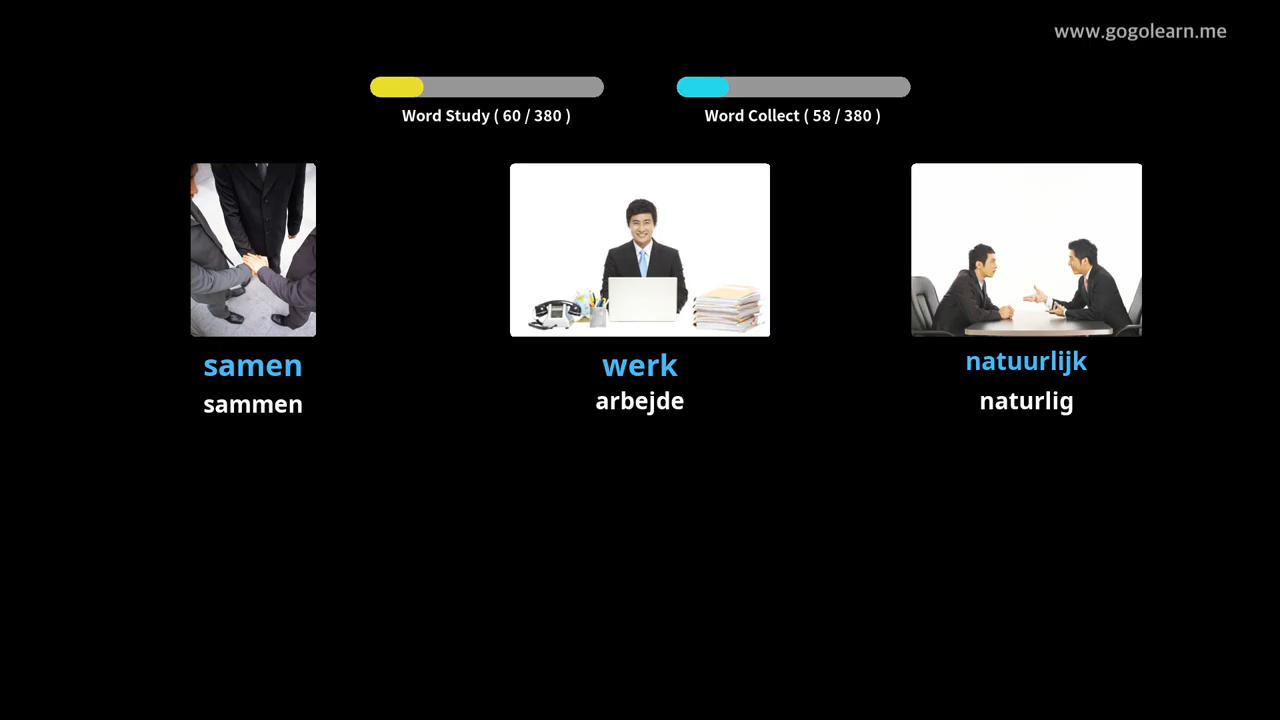 www.gogolearn.me
Word Study ( 60 / 380 )
Word Collect ( 58 / 380 )
samen
sammen
werk
arbejde
natuurlijk
naturlig